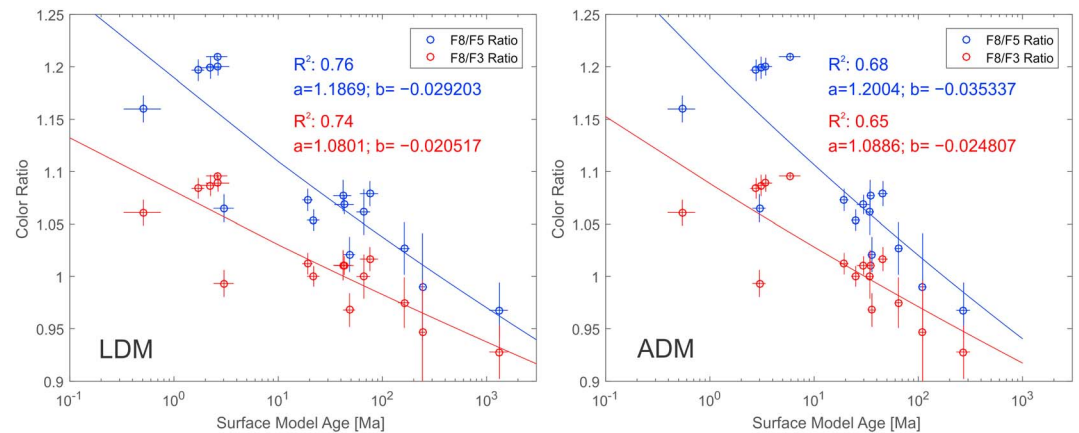 1.25
1.2
1.15
1.1
1.05
1
0.95
0.9
Color Ratio
10⁻¹
10⁰
10¹
10²
10³
Surface Model Age [Ma]
F8/F5 Ratio
F8/F3 Ratio
R²: 0.76
a=1.1869; b= −0.029203
R²: 0.74
a=1.0801; b= −0.020517
LDM
1.25
1.2
1.15
1.1
1.05
1
0.95
0.9
Color Ratio
10⁻¹
10⁰
10¹
10²
10³
Surface Model Age [Ma]
F8/F5 Ratio
F8/F3 Ratio
R²: 0.68
a=1.2004; b= −0.035337
R²: 0.65
a=1.0886; b= −0.024807
ADM